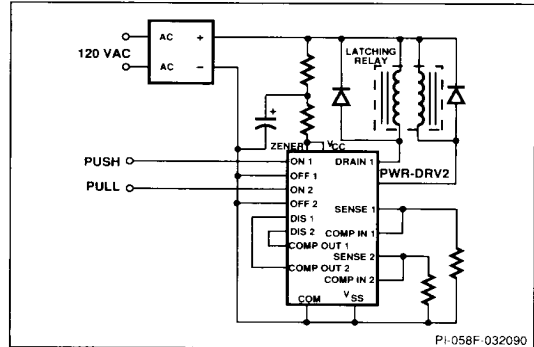 AC +
120 VAC
AC −
LATCHING
RELAY
+
ZENER VCC
PUSH ON 1 DRAIN 1
PWR-DRV2
OFF 1
PULL ON 2
OFF 2 SENSE 1
DIS 1
DIS 2 COMP IN 1
COMP OUT 1
SENSE 2
COMP OUT 2
COMP IN 2
COM VSS
PI-058F-032090